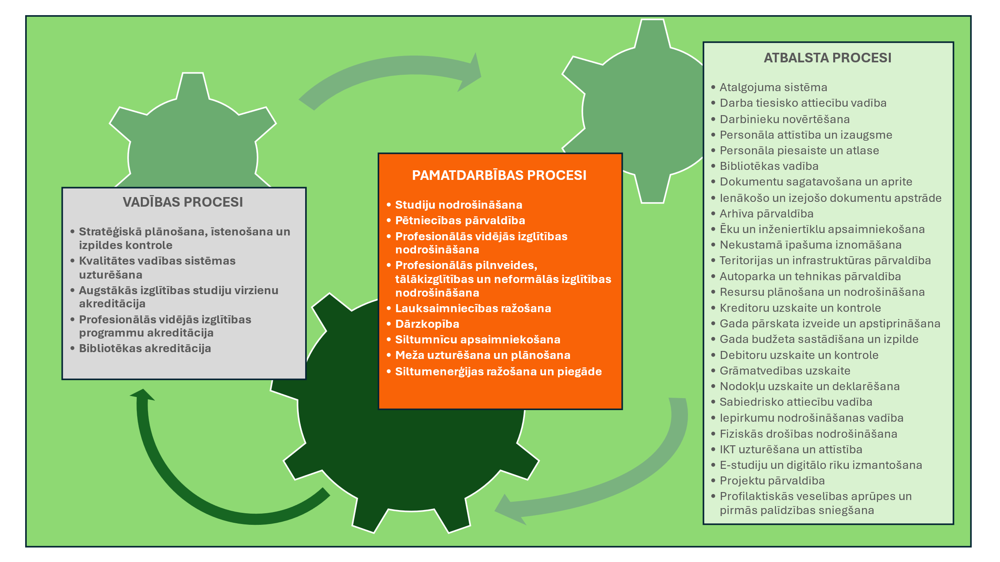 VADĪBAS PROCESI
• Stratēģiskā plānošana, īstenošana un
izpildes kontrole
• Kvalitātes vadības sistēmas
uzturēšana
• Augstākās izglītības studiju virzienu
akreditācija
• Profesionālās vidējās izglītības
programmu akreditācija
• Bibliotēkas akreditācija
PAMATDARBĪBAS PROCESI
• Studiju nodrošināšana
• Pētniecības pārvaldība
• Profesionālās vidējās izglītības
nodrošināšana
• Profesionālās pilnveides,
tālākizglītības un neformālās izglītības
nodrošināšana
• Lauksaimniecības ražošana
• Dārzkopība
• Siltumnīcu apsaimniekošana
• Meža uzturēšana un plānošana
• Siltumenerģijas ražošana un piegāde
ATBALSTA PROCESI
• Atalgojuma sistēma
• Darba tiesisko attiecību vadība
• Darbinieku novērtēšana
• Personāla attīstība un izaugsme
• Personāla piesaiste un atlase
• Bibliotēkas vadība
• Dokumentu sagatavošana un aprite
• Ienākošo un izejošo dokumentu apstrāde
• Arhīva pārvaldība
• Ēku un inženiertīklu apsaimniekošana
• Nekustamā īpašuma iznomāšana
• Teritorijas un infrastruktūras pārvaldība
• Autoparka un tehnikas pārvaldība
• Resursu plānošana un nodrošināšana
• Kreditoru uzskaite un kontrole
• Gada pārskata izveide un apstiprināšana
• Gada budžeta sastādīšana un izpilde
• Debitoru uzskaite un kontrole
• Grāmatvedības uzskaite
• Nodokļu uzskaite un deklarēšana
• Sabiedrisko attiecību vadība
• Iepirkumu nodrošināšanas vadība
• Fiziskās drošības nodrošināšana
• IKT uzturēšana un attīstība
• E-studiju un digitālo rīku izmantošana
• Projektu pārvaldība
• Profilaktiskās veselības aprūpes un
pirmās palīdzības sniegšana